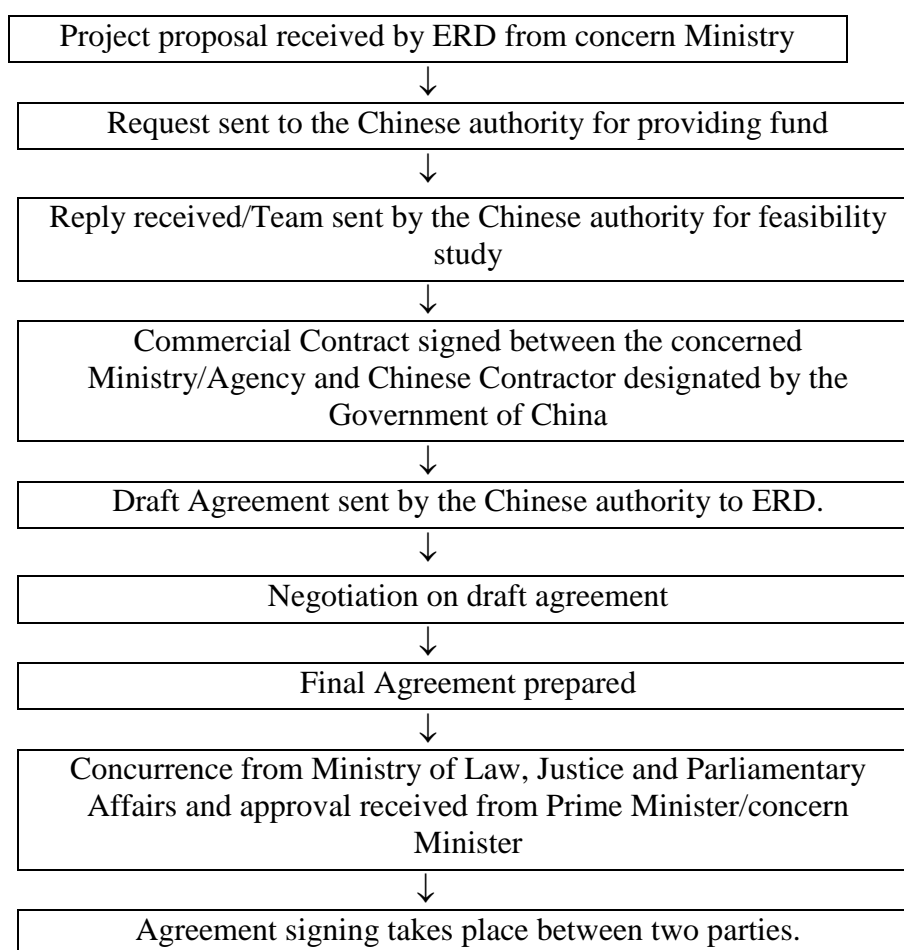 Project proposal received by ERD from concern Ministry
↓
Request sent to the Chinese authority for providing fund
↓
Reply received/Team sent by the Chinese authority for feasibility
study
↓
Commercial Contract signed between the concerned
Ministry/Agency and Chinese Contractor designated by the
Government of China
↓
Draft Agreement sent by the Chinese authority to ERD.
↓
Negotiation on draft agreement
↓
Final Agreement prepared
↓
Concurrence from Ministry of Law, Justice and Parliamentary
Affairs and approval received from Prime Minister/concern
Minister
↓
Agreement signing takes place between two parties.